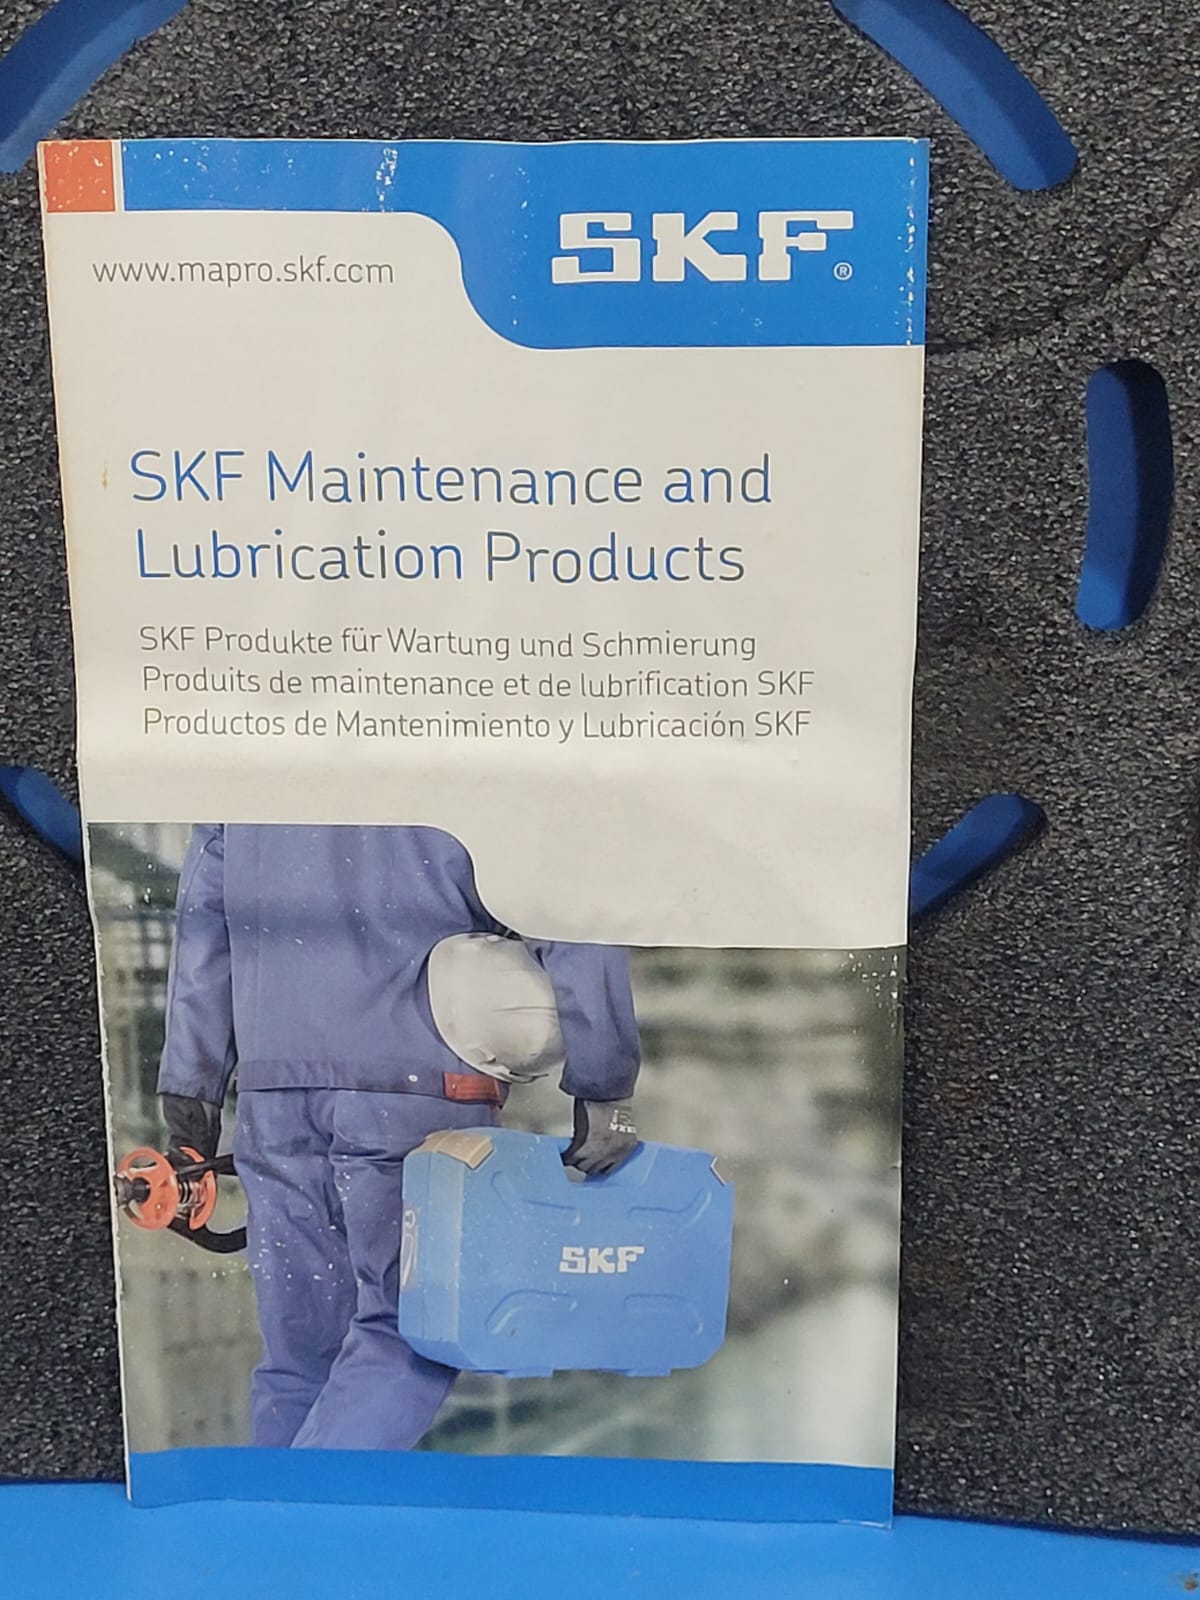 www.mapro.skf.com
SKF®
SKF Maintenance and
Lubrication Products
SKF Produkte für Wartung und Schmierung
Produits de maintenance et de lubrification SKF
Productos de Mantenimiento y Lubricación SKF
SKF